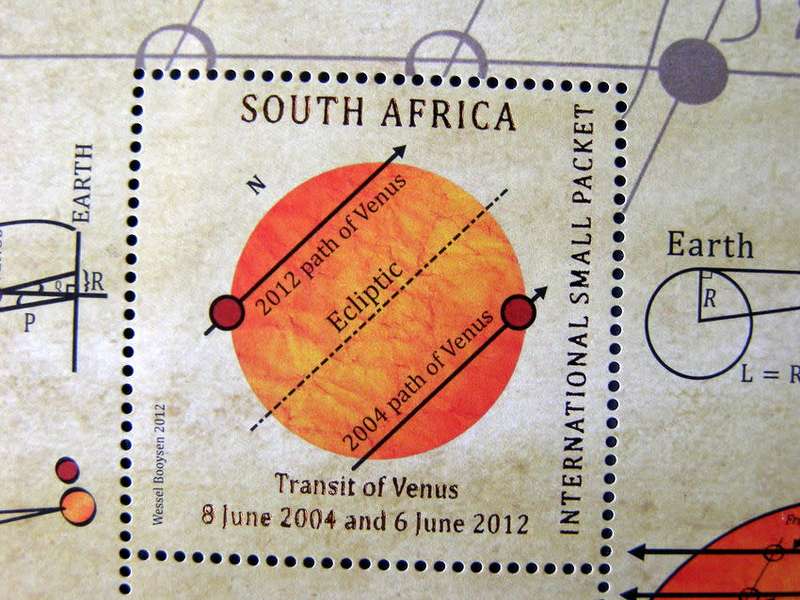 SOUTH AFRICA
N
2012 path of Venus
Ecliptic
2004 path of Venus
Transit of Venus
8 June 2004 and 6 June 2012
INTERNATIONAL SMALL PACKET
Wessel Booysen 2012
EARTH
R
P
Earth
R
L = R